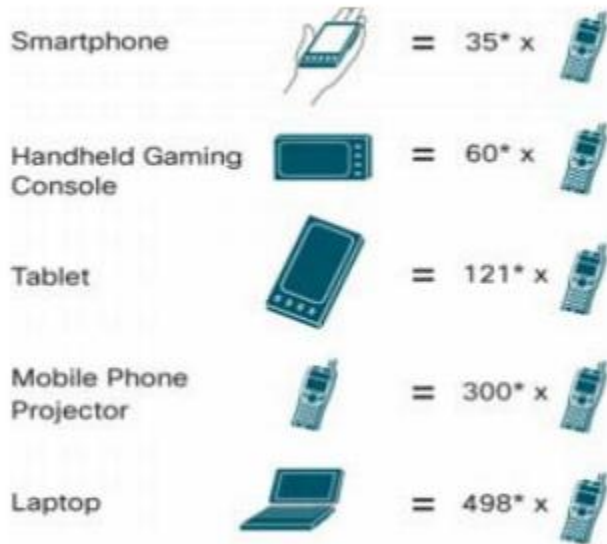 Smartphone = 35* x
Handheld Gaming = 60* x
Console
Tablet = 121* x
Mobile Phone = 300* x
Projector
Laptop = 498* x